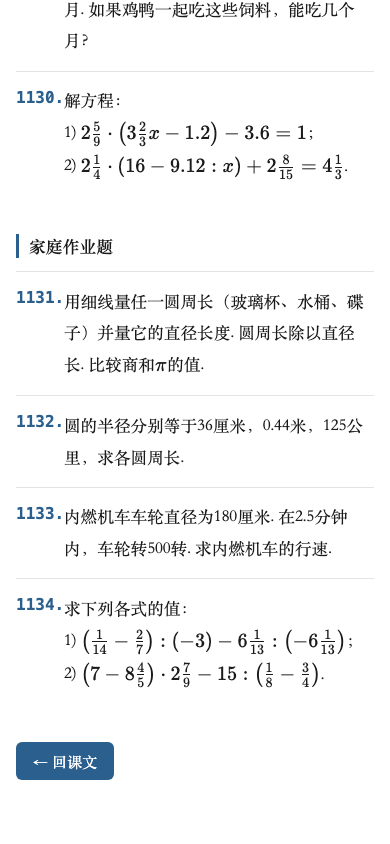 月. 如果鸡鸭一起吃这些饲料，能吃几个
月?
1130. 解方程：
1) 2 5/9 · (3 2/3 x − 1.2) − 3.6 = 1；
2) 2 1/4 · (16 − 9.12 : x) + 2 8/15 = 4 1/3.
家庭作业题
1131. 用细线量任一圆周长（玻璃杯、水桶、碟
子）并量它的直径长度. 圆周长除以直径
长. 比较商和π的值.
1132. 圆的半径分别等于36厘米，0.44米，125公
里，求各圆周长.
1133. 内燃机车车轮直径为180厘米. 在2.5分钟
内，车轮转500转. 求内燃机车的行速.
1134. 求下列各式的值：
1) (1/14 − 2/7) : (−3) − 6 1/13 : (−6 1/13)；
2) (7 − 8 4/5) · 2 7/9 − 15 : (1/8 − 3/4).
← 回课文